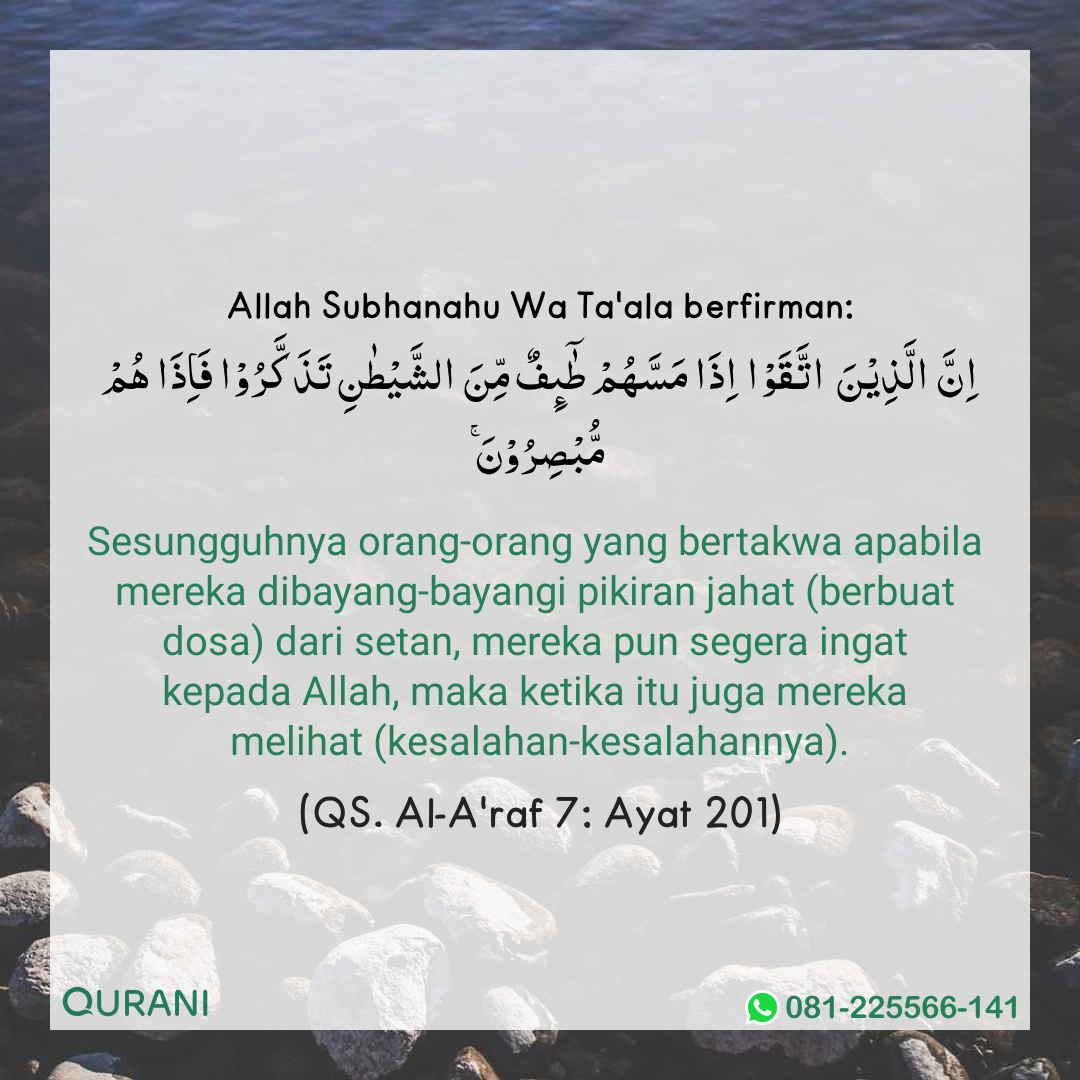 Allah Subhanahu Wa Ta'ala berfirman:
اِنَّ الَّذِيْنَ اتَّقَوْا اِذَا مَسَّهُمْ طٰۤىِٕفٌ مِّنَ الشَّيْطٰنِ تَذَكَّرُوْا فَاِذَا هُمْ
مُّبْصِرُوْنَۚ
Sesungguhnya orang-orang yang bertakwa apabila
mereka dibayang-bayangi pikiran jahat (berbuat
dosa) dari setan, mereka pun segera ingat
kepada Allah, maka ketika itu juga mereka
melihat (kesalahan-kesalahannya).
(QS. Al-A'raf 7: Ayat 201)
QURANI
081-225566-141